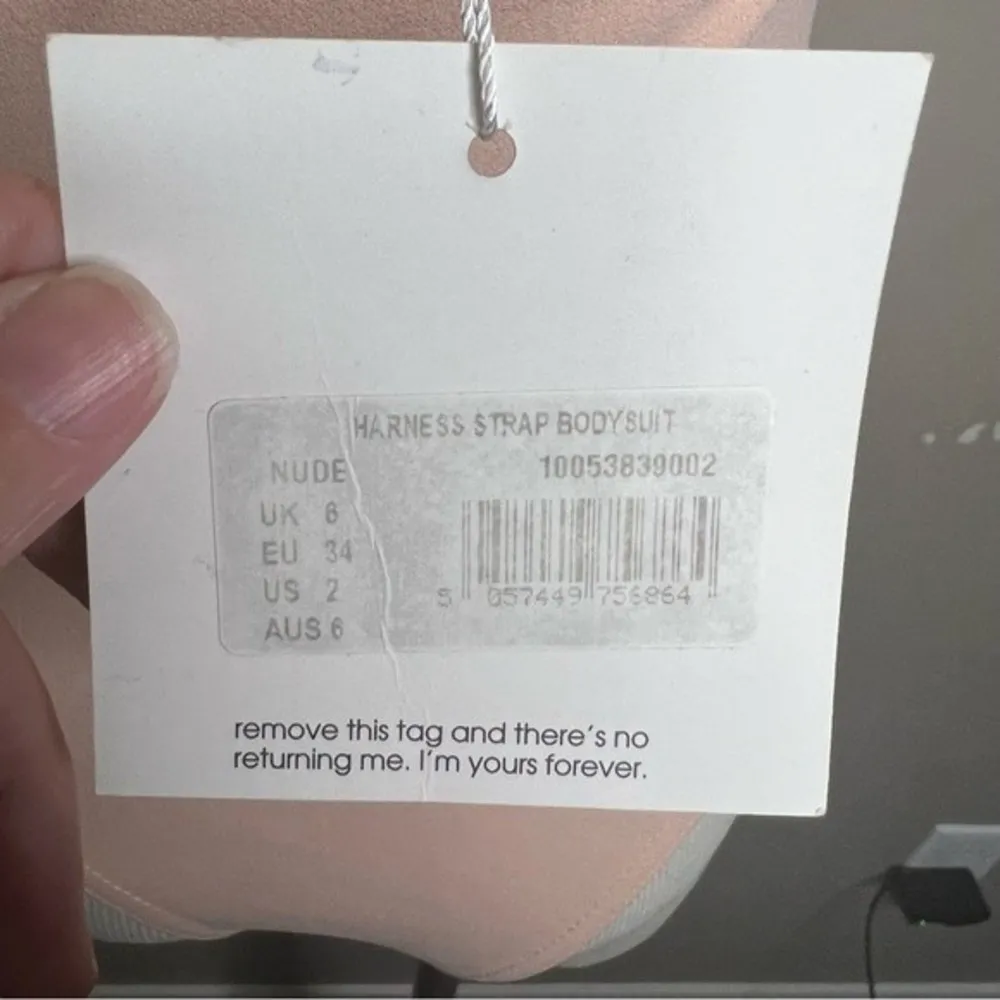 HARNESS STRAP BODYSUIT
NUDE 10053839002
UK 6
EU 34
US 2
AUS 6
5 057449 756864
remove this tag and there's no
returning me. I'm yours forever.